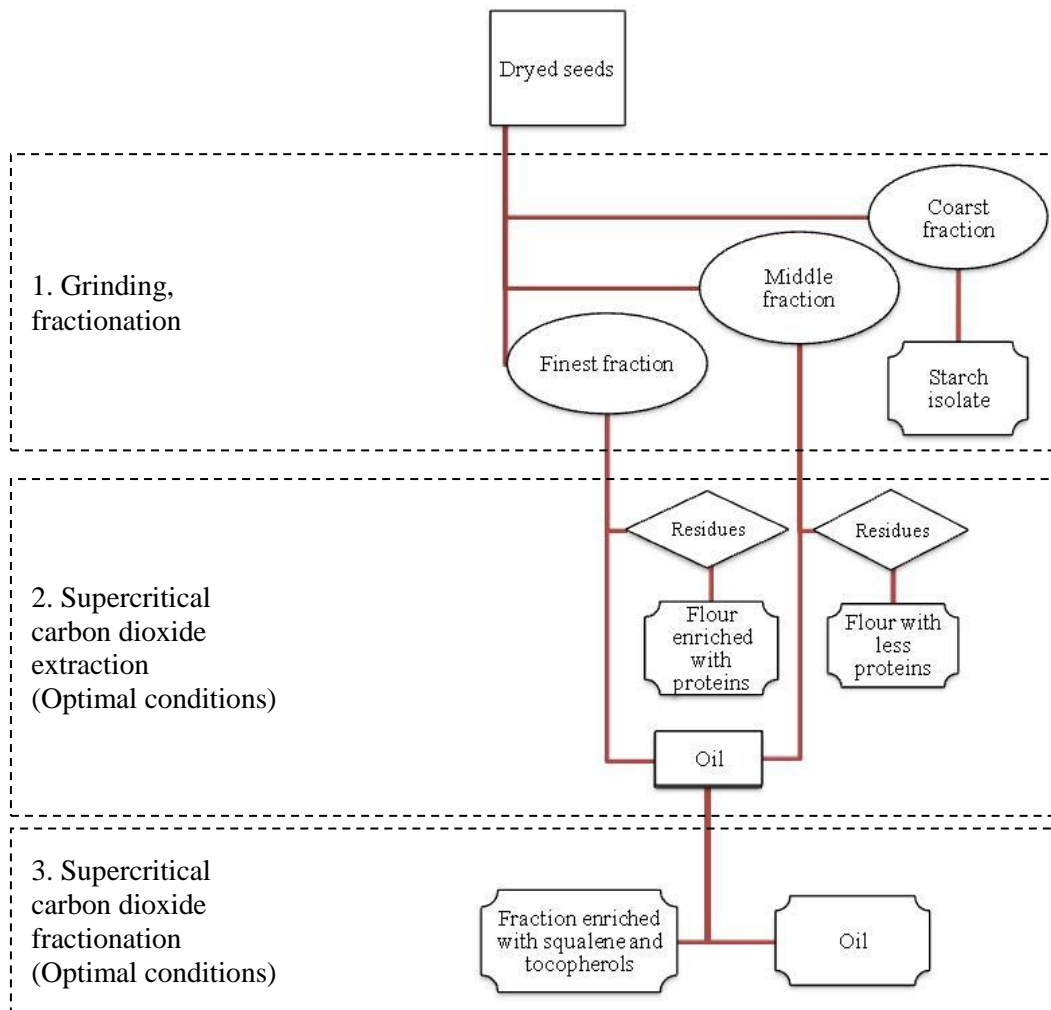 Dryed seeds
1. Grinding,
fractionation
Coarst
fraction
Middle
fraction
Finest fraction
Starch
isolate
2. Supercritical
carbon dioxide
extraction
(Optimal conditions)
Residues
Residues
Flour
enriched
with
proteins
Flour with
less
proteins
Oil
3. Supercritical
carbon dioxide
fractionation
(Optimal conditions)
Fraction enriched
with squalene and
tocopherols
Oil